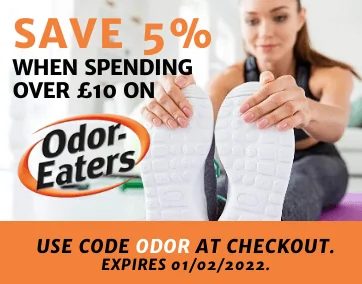 SAVE 5%
WHEN SPENDING
OVER £10 ON
Odor-
Eaters
USE CODE ODOR AT CHECKOUT.
EXPIRES 01/02/2022.